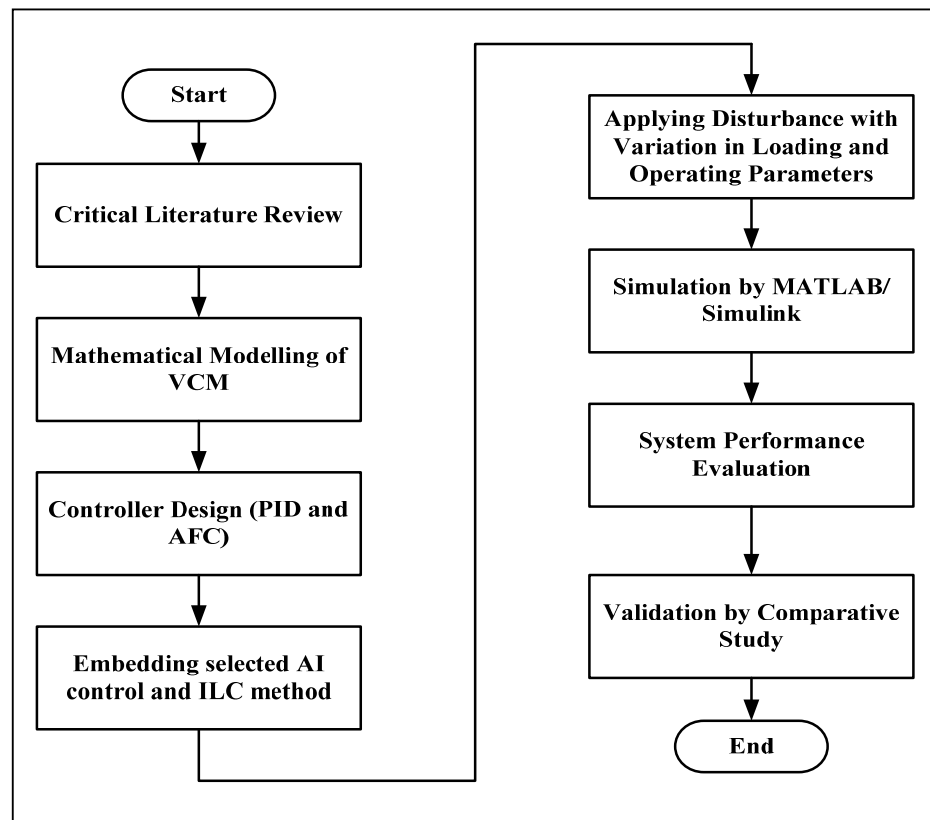 Start
Critical Literature Review
Mathematical Modelling of
VCM
Controller Design (PID and
AFC)
Embedding selected AI
control and ILC method
Applying Disturbance with
Variation in Loading and
Operating Parameters
Simulation by MATLAB/
Simulink
System Performance
Evaluation
Validation by Comparative
Study
End